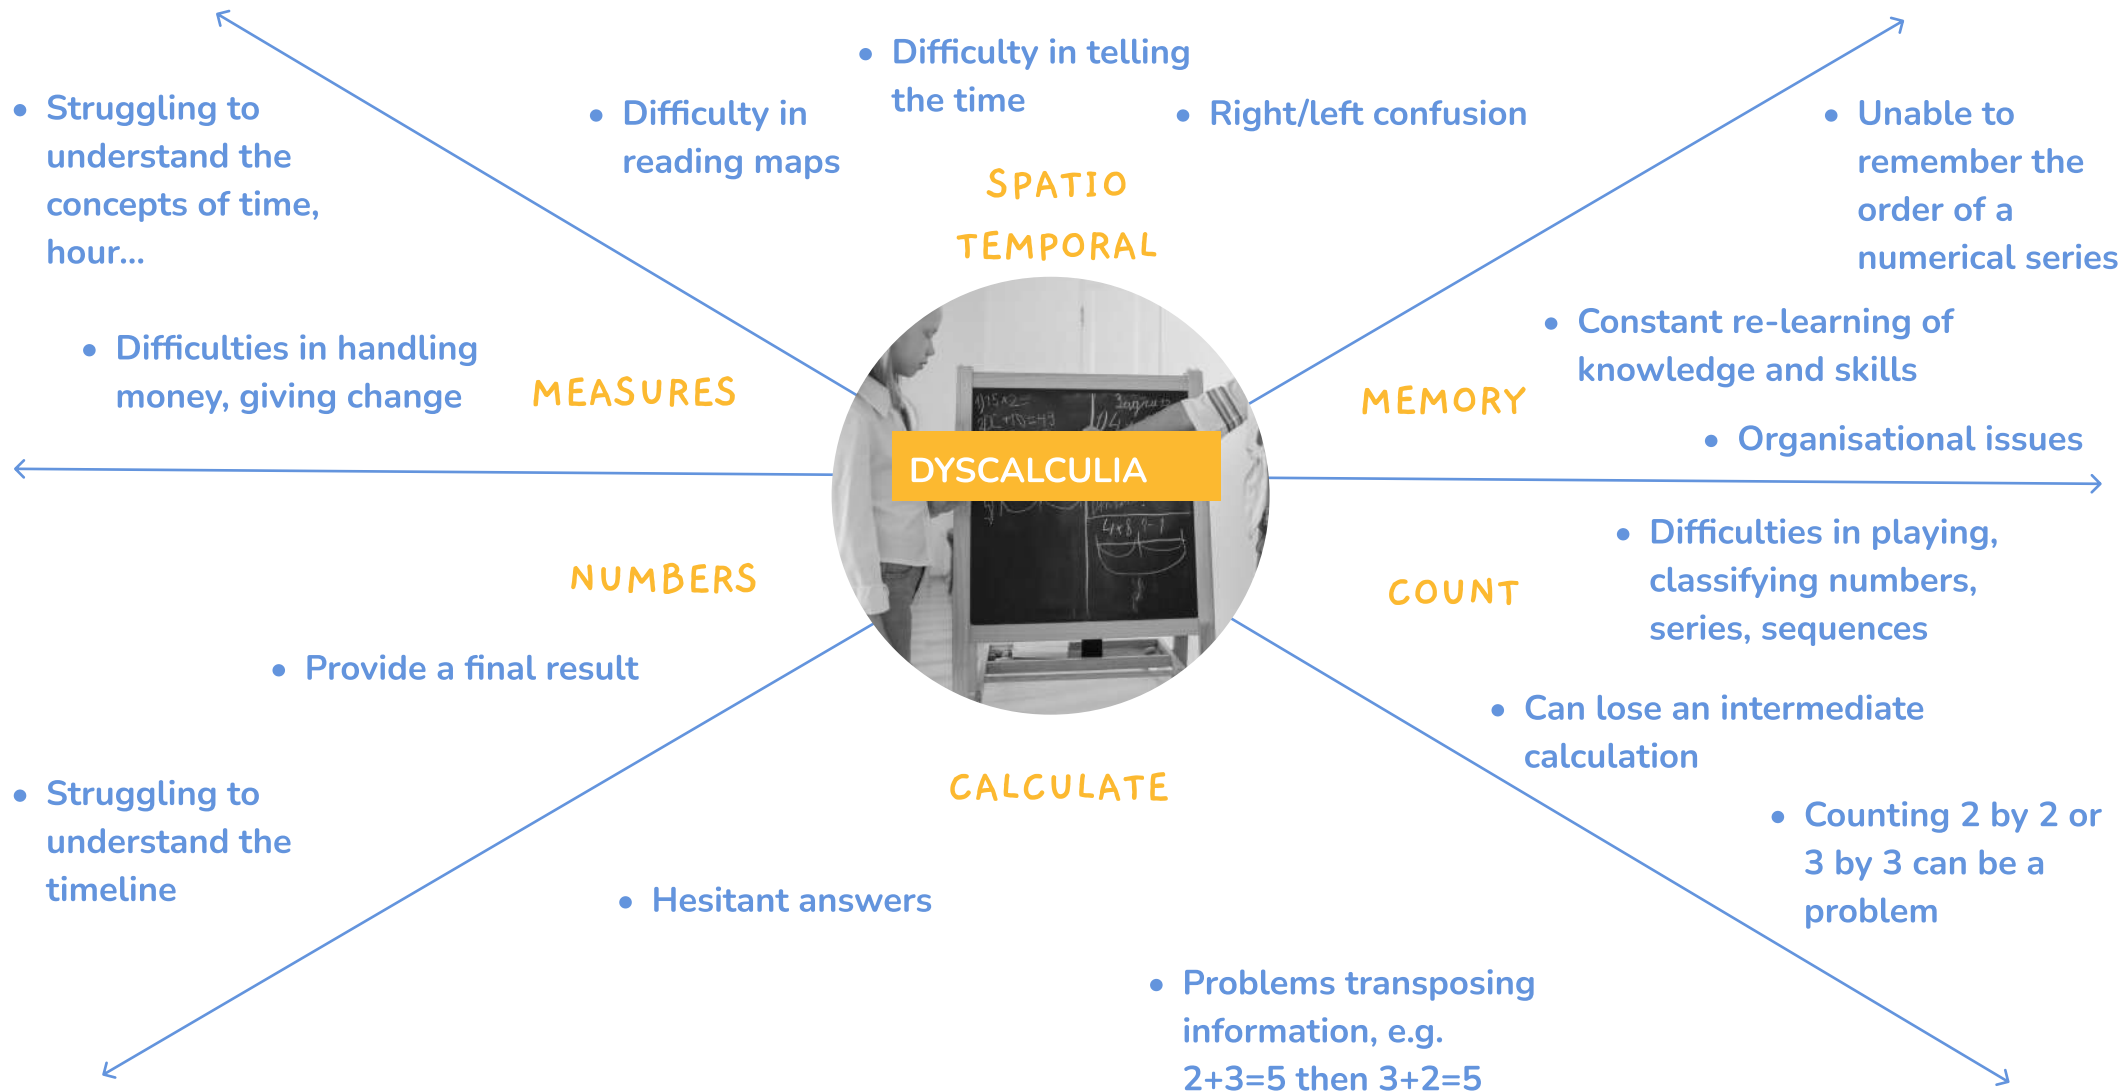 • Difficulty in telling
the time
• Difficulty in
reading maps
• Right/left confusion
SPATIO
TEMPORAL
• Struggling to
understand the
concepts of time,
hour...
• Difficulties in handling
money, giving change
MEASURES
• Unable to
remember the
order of a
numerical series
• Constant re-learning of
knowledge and skills
MEMORY
• Organisational issues
1) 15x2=
DYSCALCULIA
NUMBERS
• Provide a final result
• Struggling to
understand the
timeline
COUNT
• Difficulties in playing,
classifying numbers,
series, sequences
• Can lose an intermediate
calculation
• Counting 2 by 2 or
3 by 3 can be a
problem
CALCULATE
• Hesitant answers
• Problems transposing
information, e.g.
2+3=5 then 3+2=5